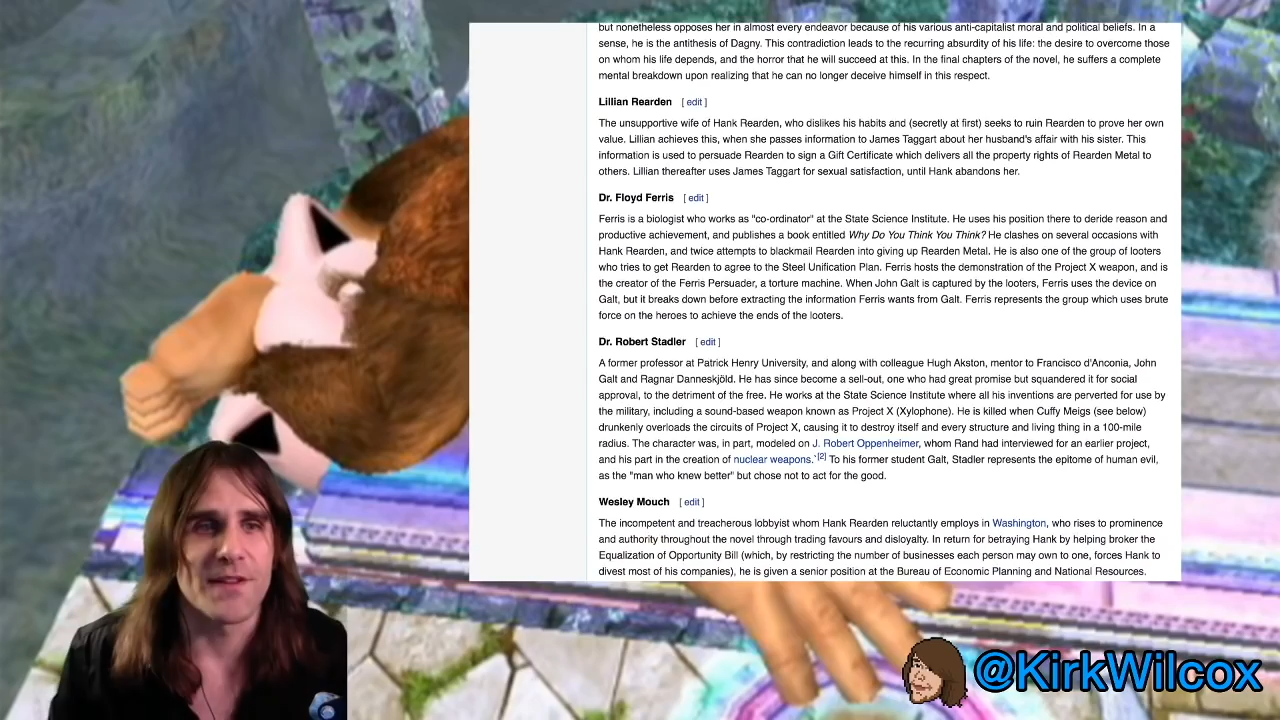 but nonetheless opposes her in almost every endeavor because of his various anti-capitalist moral and political beliefs. In a
sense, he is the antithesis of Dagny. This contradiction leads to the recurring absurdity of his life: the desire to overcome those
on whom his life depends, and the horror that he will succeed at this. In the final chapters of the novel, he suffers a complete
mental breakdown upon realizing that he can no longer deceive himself in this respect.
Lillian Rearden [ edit ]
The unsupportive wife of Hank Rearden, who dislikes his habits and (secretly at first) seeks to ruin Rearden to prove her own
value. Lillian achieves this, when she passes information to James Taggart about her husband's affair with his sister. This
information is used to persuade Rearden to sign a Gift Certificate which delivers all the property rights of Rearden Metal to
others. Lillian thereafter uses James Taggart for sexual satisfaction, until Hank abandons her.
Dr. Floyd Ferris [ edit ]
Ferris is a biologist who works as "co-ordinator" at the State Science Institute. He uses his position there to deride reason and
productive achievement, and publishes a book entitled Why Do You Think You Think? He clashes on several occasions with
Hank Rearden, and twice attempts to blackmail Rearden into giving up Rearden Metal. He is also one of the group of looters
who tries to get Rearden to agree to the Steel Unification Plan. Ferris hosts the demonstration of the Project X weapon, and is
the creator of the Ferris Persuader, a torture machine. When John Galt is captured by the looters, Ferris uses the device on
Galt, but it breaks down before extracting the information Ferris wants from Galt. Ferris represents the group which uses brute
force on the heroes to achieve the ends of the looters.
Dr. Robert Stadler [ edit ]
A former professor at Patrick Henry University, and along with colleague Hugh Akston, mentor to Francisco d'Anconia, John
Galt and Ragnar Danneskjöld. He has since become a sell-out, one who had great promise but squandered it for social
approval, to the detriment of the free. He works at the State Science Institute where all his inventions are perverted for use by
the military, including a sound-based weapon known as Project X (Xylophone). He is killed when Cuffy Meigs (see below)
drunkenly overloads the circuits of Project X, causing it to destroy itself and every structure and living thing in a 100-mile
radius. The character was, in part, modeled on J. Robert Oppenheimer, whom Rand had interviewed for an earlier project,
and his part in the creation of nuclear weapons.`[2] To his former student Galt, Stadler represents the epitome of human evil,
as the "man who knew better" but chose not to act for the good.
Wesley Mouch [ edit ]
The incompetent and treacherous lobbyist whom Hank Rearden reluctantly employs in Washington, who rises to prominence
and authority throughout the novel through trading favours and disloyalty. In return for betraying Hank by helping broker the
Equalization of Opportunity Bill (which, by restricting the number of businesses each person may own to one, forces Hank to
divest most of his companies), he is given a senior position at the Bureau of Economic Planning and National Resources.
@KirkWilcox